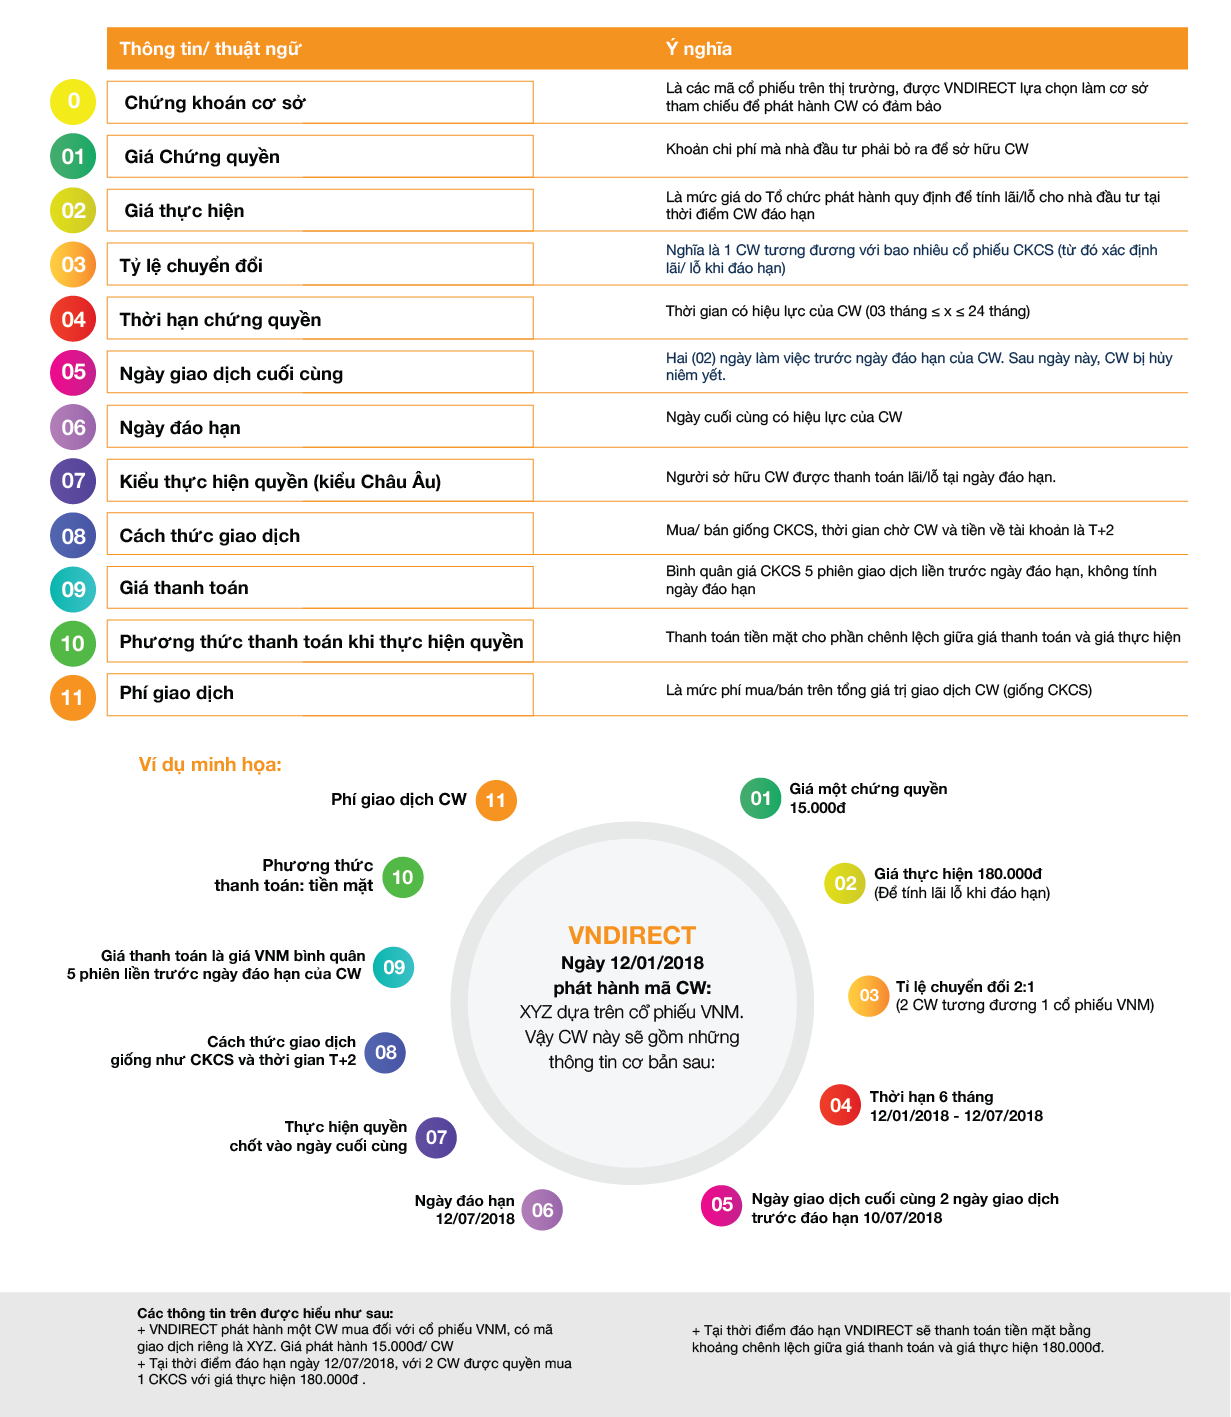 Thông tin/ thuật ngữ
Ý nghĩa
0
Chứng khoán cơ sở
Là các mã cổ phiếu trên thị trường, được VNDIRECT lựa chọn làm cơ sở
tham chiếu để phát hành CW có đảm bảo
01
Giá Chứng quyền
Khoản chi phí mà nhà đầu tư phải bỏ ra để sở hữu CW
02
Giá thực hiện
Là mức giá do Tổ chức phát hành quy định để tính lãi/lỗ cho nhà đầu tư tại
thời điểm CW đáo hạn
03
Tỷ lệ chuyển đổi
Nghĩa là 1 CW tương đương với bao nhiêu cổ phiếu CKCS (từ đó xác định
lãi/ lỗ khi đáo hạn)
04
Thời hạn chứng quyền
Thời gian có hiệu lực của CW (03 tháng ≤ x ≤ 24 tháng)
05
Ngày giao dịch cuối cùng
Hai (02) ngày làm việc trước ngày đáo hạn của CW. Sau ngày này, CW bị hủy
niêm yết.
06
Ngày đáo hạn
Ngày cuối cùng có hiệu lực của CW
07
Kiểu thực hiện quyền (kiểu Châu Âu)
Người sở hữu CW được thanh toán lãi/lỗ tại ngày đáo hạn.
08
Cách thức giao dịch
Mua/ bán giống CKCS, thời gian chờ CW và tiền về tài khoản là T+2
09
Giá thanh toán
Bình quân giá CKCS 5 phiên giao dịch liền trước ngày đáo hạn, không tính
ngày đáo hạn
10
Phương thức thanh toán khi thực hiện quyền
Thanh toán tiền mặt cho phần chênh lệch giữa giá thanh toán và giá thực hiện
11
Phí giao dịch
Là mức phí mua/bán trên tổng giá trị giao dịch CW (giống CKCS)
Ví dụ minh họa:
Phí giao dịch CW
11
01
Giá một chứng quyền
15.000đ
Phương thức
thanh toán: tiền mặt
10
02
Giá thực hiện 180.000đ
(Để tính lãi lỗ khi đáo hạn)
Giá thanh toán là giá VNM bình quân
5 phiên liền trước ngày đáo hạn của CW
09
VNDIRECT
Ngày 12/01/2018
phát hành mã CW:
XYZ dựa trên cổ phiếu VNM.
Vậy CW này sẽ gồm những
thông tin cơ bản sau:
03
Tỉ lệ chuyển đổi 2:1
(2 CW tương đương 1 cổ phiếu VNM)
Cách thức giao dịch
giống như CKCS và thời gian T+2
08
04
Thời hạn 6 tháng
12/01/2018 - 12/07/2018
Thực hiện quyền
chốt vào ngày cuối cùng
07
Ngày đáo hạn
12/07/2018
06
05
Ngày giao dịch cuối cùng 2 ngày giao dịch
trước đáo hạn 10/07/2018
Các thông tin trên được hiểu như sau:
+ VNDIRECT phát hành một CW mua đối với cổ phiếu VNM, có mã
giao dịch riêng là XYZ. Giá phát hành 15.000đ/ CW
+ Tại thời điểm đáo hạn ngày 12/07/2018, với 2 CW được quyền mua
1 CKCS với giá thực hiện 180.000đ .
+ Tại thời điểm đáo hạn VNDIRECT sẽ thanh toán tiền mặt bằng
khoảng chênh lệch giữa giá thanh toán và giá thực hiện 180.000đ.